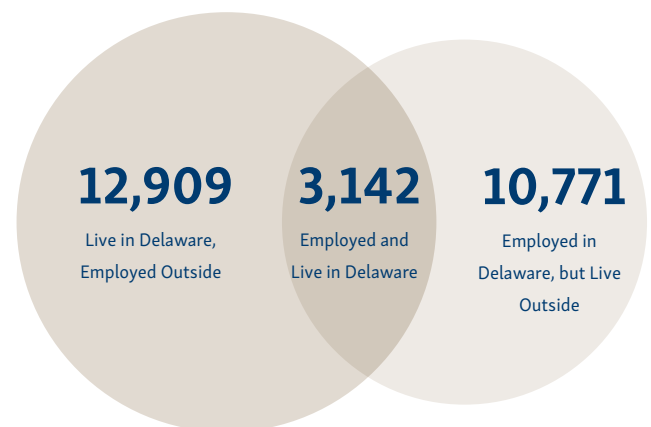 12,909
Live in Delaware,
Employed Outside
3,142
Employed and
Live in Delaware
10,771
Employed in
Delaware, but Live
Outside